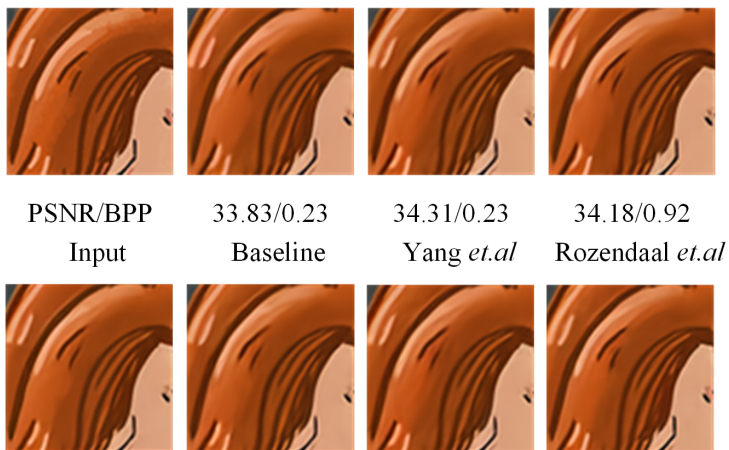 PSNR/BPP 33.83/0.23 34.31/0.23 34.18/0.92
Input Baseline Yang et.al Rozendaal et.al